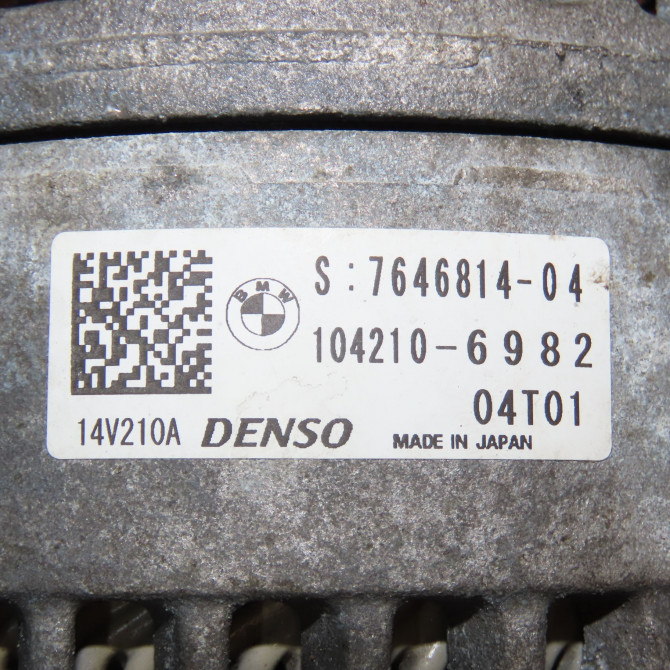 BMW
S:7646814-04
104210-6982
04T01
14V210A DENSO MADE IN JAPAN